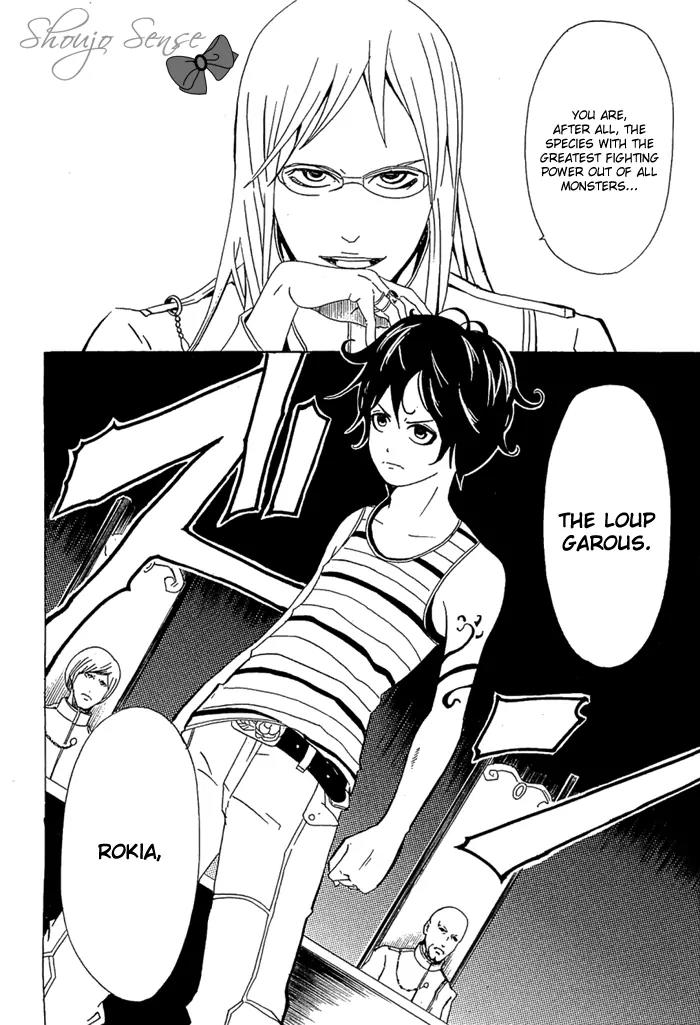 Shoujo Sense
YOU ARE,
AFTER ALL, THE
SPECIES WITH THE
GREATEST FIGHTING
POWER OUT OF ALL
MONSTERS...
THE LOUP
GAROUS.
ROKIA,